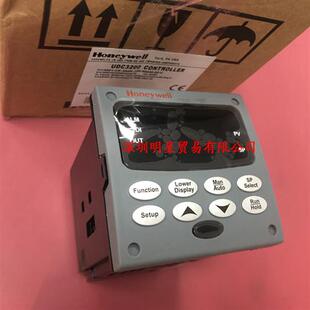 Honeywell
UDC3200 CONTROLLER
Honeywell
ALM
OUT
PV
深圳明基贸易有限公司
Function
Lower
Display
Man
Auto
SP
Select
Setup
Run
Hold